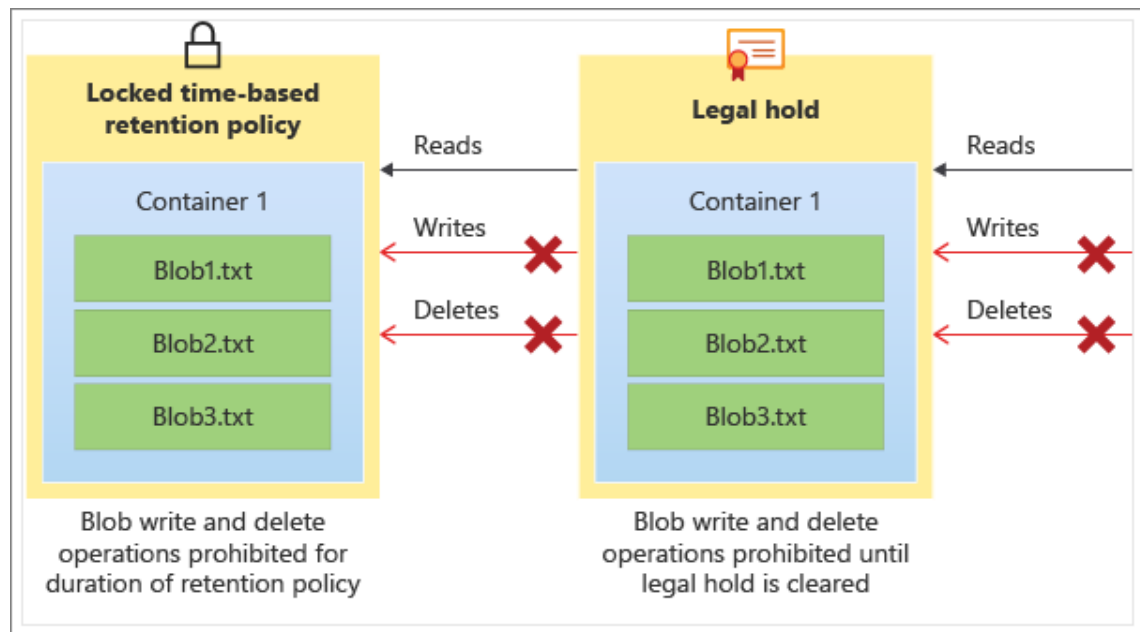 Locked time-based
retention policy
Container 1
Blob1.txt
Blob2.txt
Blob3.txt
Blob write and delete
operations prohibited for
duration of retention policy
Reads
Writes
Deletes
Legal hold
Container 1
Blob1.txt
Blob2.txt
Blob3.txt
Blob write and delete
operations prohibited until
legal hold is cleared
Reads
Writes
Deletes